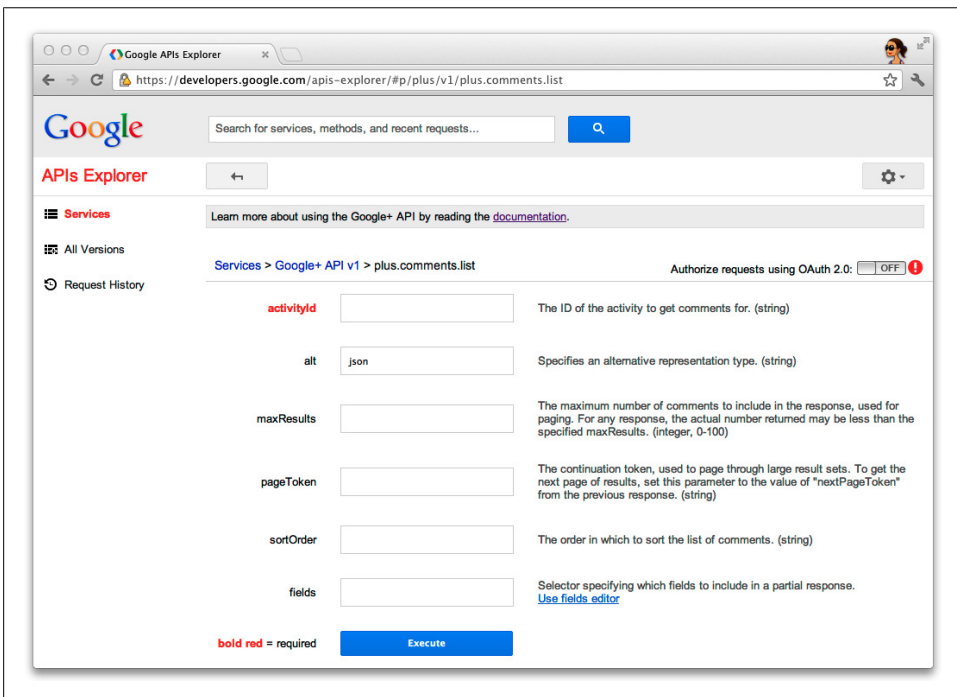 Google APIs Explorer
https://developers.google.com/apis-explorer/#p/plus/v1/plus.comments.list
Google
Search for services, methods, and recent requests...
APIs Explorer
Services
All Versions
Request History
Learn more about using the Google+ API by reading the documentation.
Services > Google+ API v1 > plus.comments.list
Authorize requests using OAuth 2.0: OFF
activityId
The ID of the activity to get comments for. (string)
alt
json
Specifies an alternative representation type. (string)
maxResults
The maximum number of comments to include in the response, used for
paging. For any response, the actual number returned may be less than the
specified maxResults. (integer, 0-100)
pageToken
The continuation token, used to page through large result sets. To get the
next page of results, set this parameter to the value of "nextPageToken"
from the previous response. (string)
sortOrder
The order in which to sort the list of comments. (string)
fields
Selector specifying which fields to include in a partial response.
Use fields editor
bold red = required
Execute